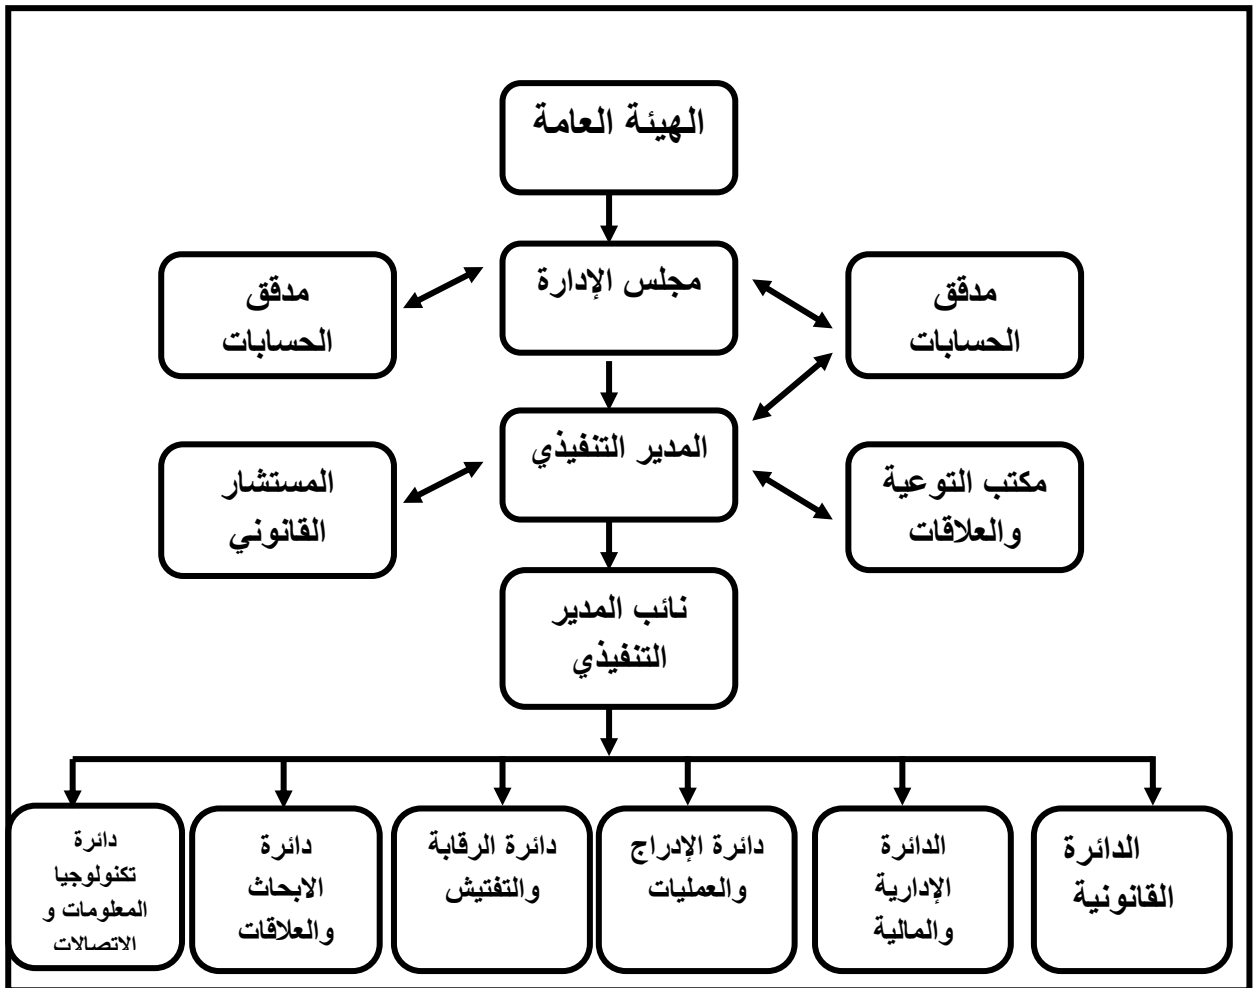 الهيئة العامة
مجلس الإدارة
مدقق
الحسابات
مدقق
الحسابات
المدير التنفيذي
مكتب التوعية
والعلاقات
المستشار
القانوني
نائب المدير
التنفيذي
الدائرة
القانونية
الدائرة
الإدارية
والمالية
دائرة الإدراج
والعمليات
دائرة الرقابة
والتفتيش
دائرة
الابحاث
والعلاقات
دائرة
تكنولوجيا
المعلومات و
الاتصالات